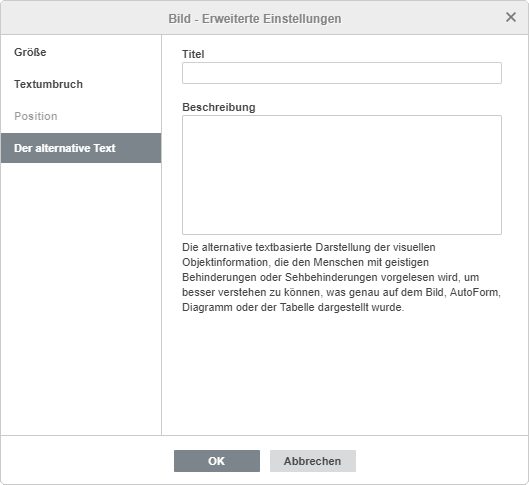 Bild - Erweiterte Einstellungen
Größe
Textumbruch
Position
Der alternative Text
Titel
Beschreibung
Die alternative textbasierte Darstellung der visuellen
Objektinformation, die den Menschen mit geistigen
Behinderungen oder Sehbehinderungen vorgelesen wird, um
besser verstehen zu können, was genau auf dem Bild, AutoForm,
Diagramm oder der Tabelle dargestellt wurde.
OK
Abbrechen